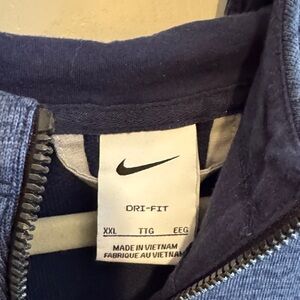 DRI-FIT
XXL TTG EEG
MADE IN VIETNAM
FABRIQUE AU VIETNAM